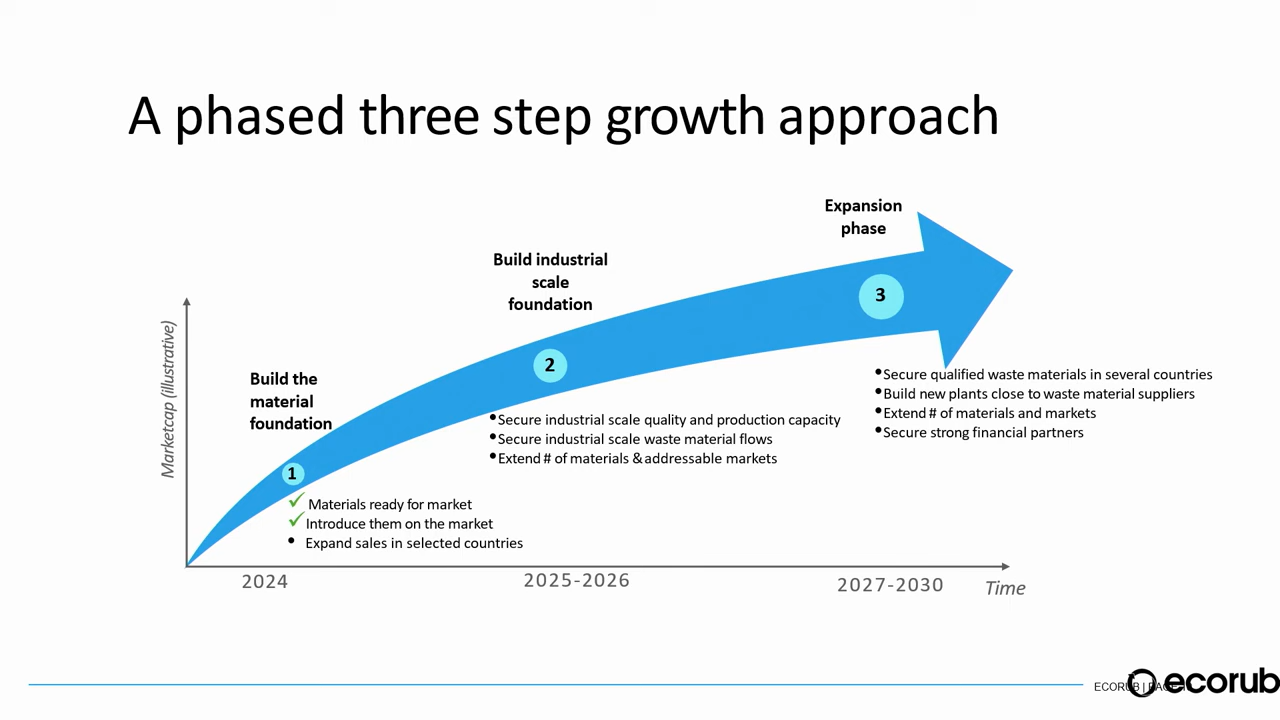 A phased three step growth approach
Expansion
phase
Build industrial
scale
foundation
3
Marketcap (illustrative)
2
Build the
material
foundation
•Secure qualified waste materials in several countries
•Build new plants close to waste material suppliers
•Extend # of materials and markets
•Secure strong financial partners
•Secure industrial scale quality and production capacity
•Secure industrial scale waste material flows
•Extend # of materials & addressable markets
1
✓ Materials ready for market
✓ Introduce them on the market
• Expand sales in selected countries
2024
2025-2026
2027-2030
Time
ECORUB | PAGE
ecorub